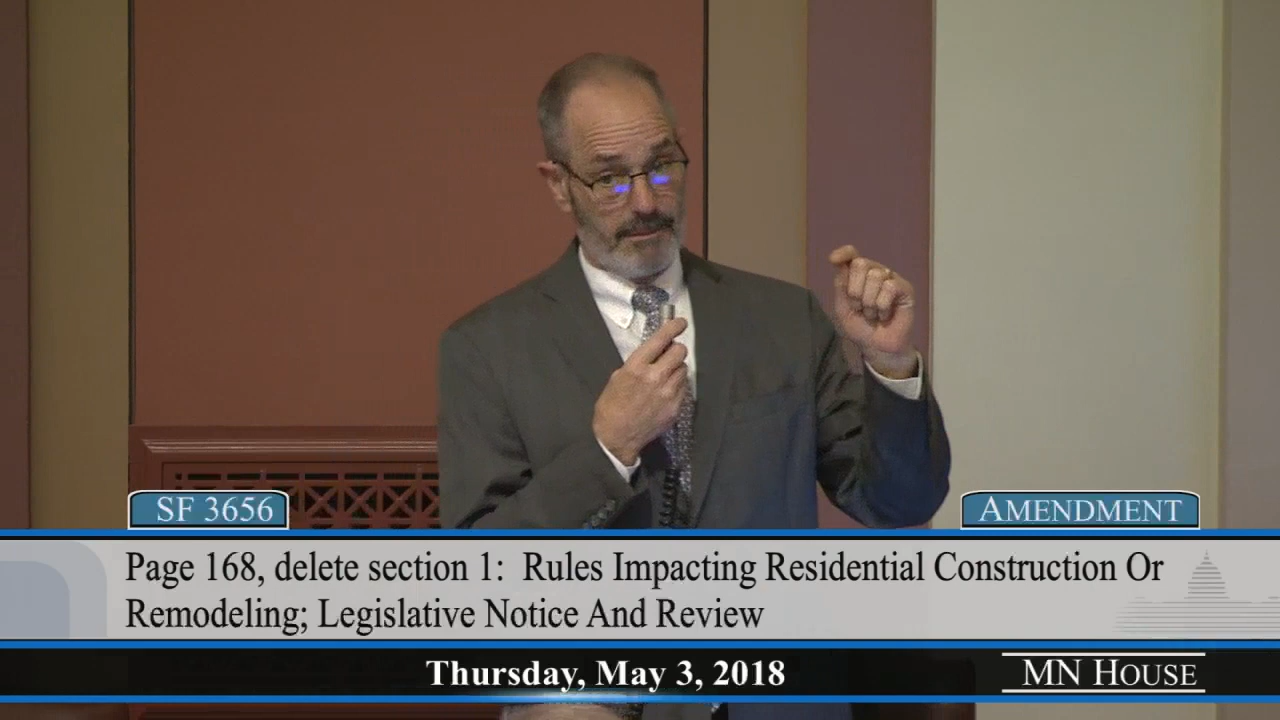 SF 3656
AMENDMENT
Page 168, delete section 1: Rules Impacting Residential Construction Or
Remodeling; Legislative Notice And Review
Thursday, May 3, 2018
MN HOUSE